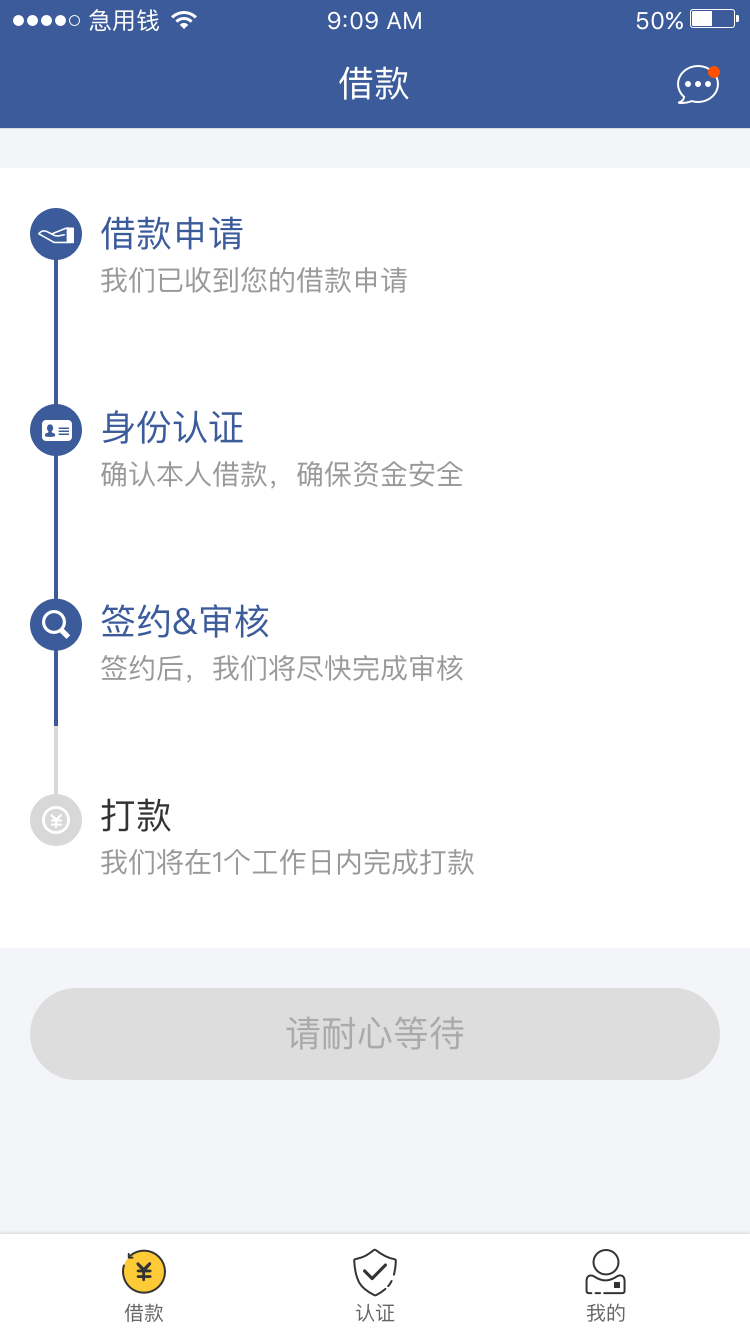 急用钱 9:09 AM 50%
借款
借款申请
我们已收到您的借款申请
身份认证
确认本人借款，确保资金安全
签约&审核
签约后，我们将尽快完成审核
¥
打款
我们将在1个工作日内完成打款
请耐心等待
¥
借款 认证 我的